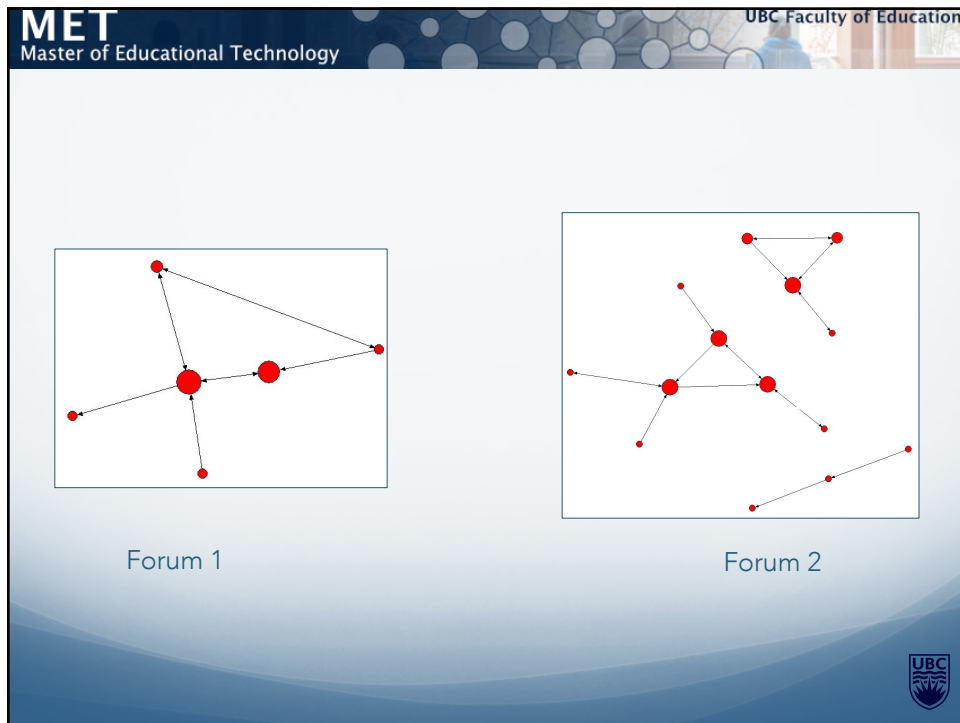 MET
Master of Educational Technology
UBC Faculty of Education
Forum 1
Forum 2
UBC